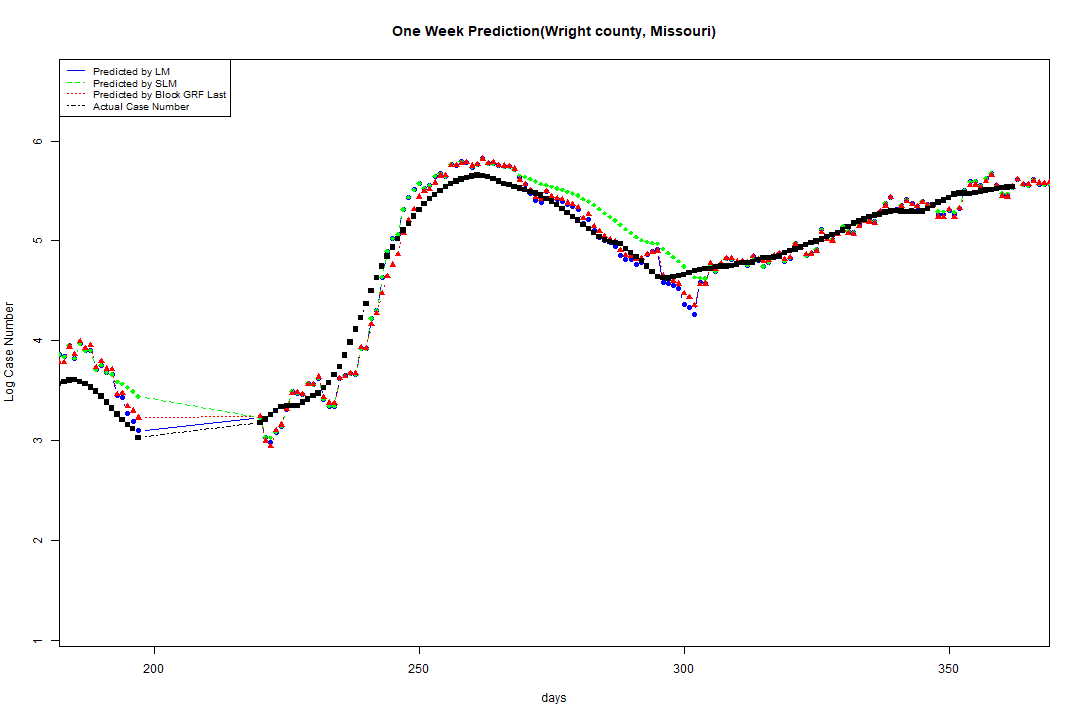 One Week Prediction(Wright county, Missouri)
Predicted by LM
Predicted by SLM
Predicted by Block GRF Last
Actual Case Number
6
5
4
3
2
1
Log Case Number
200 250 300 350
days